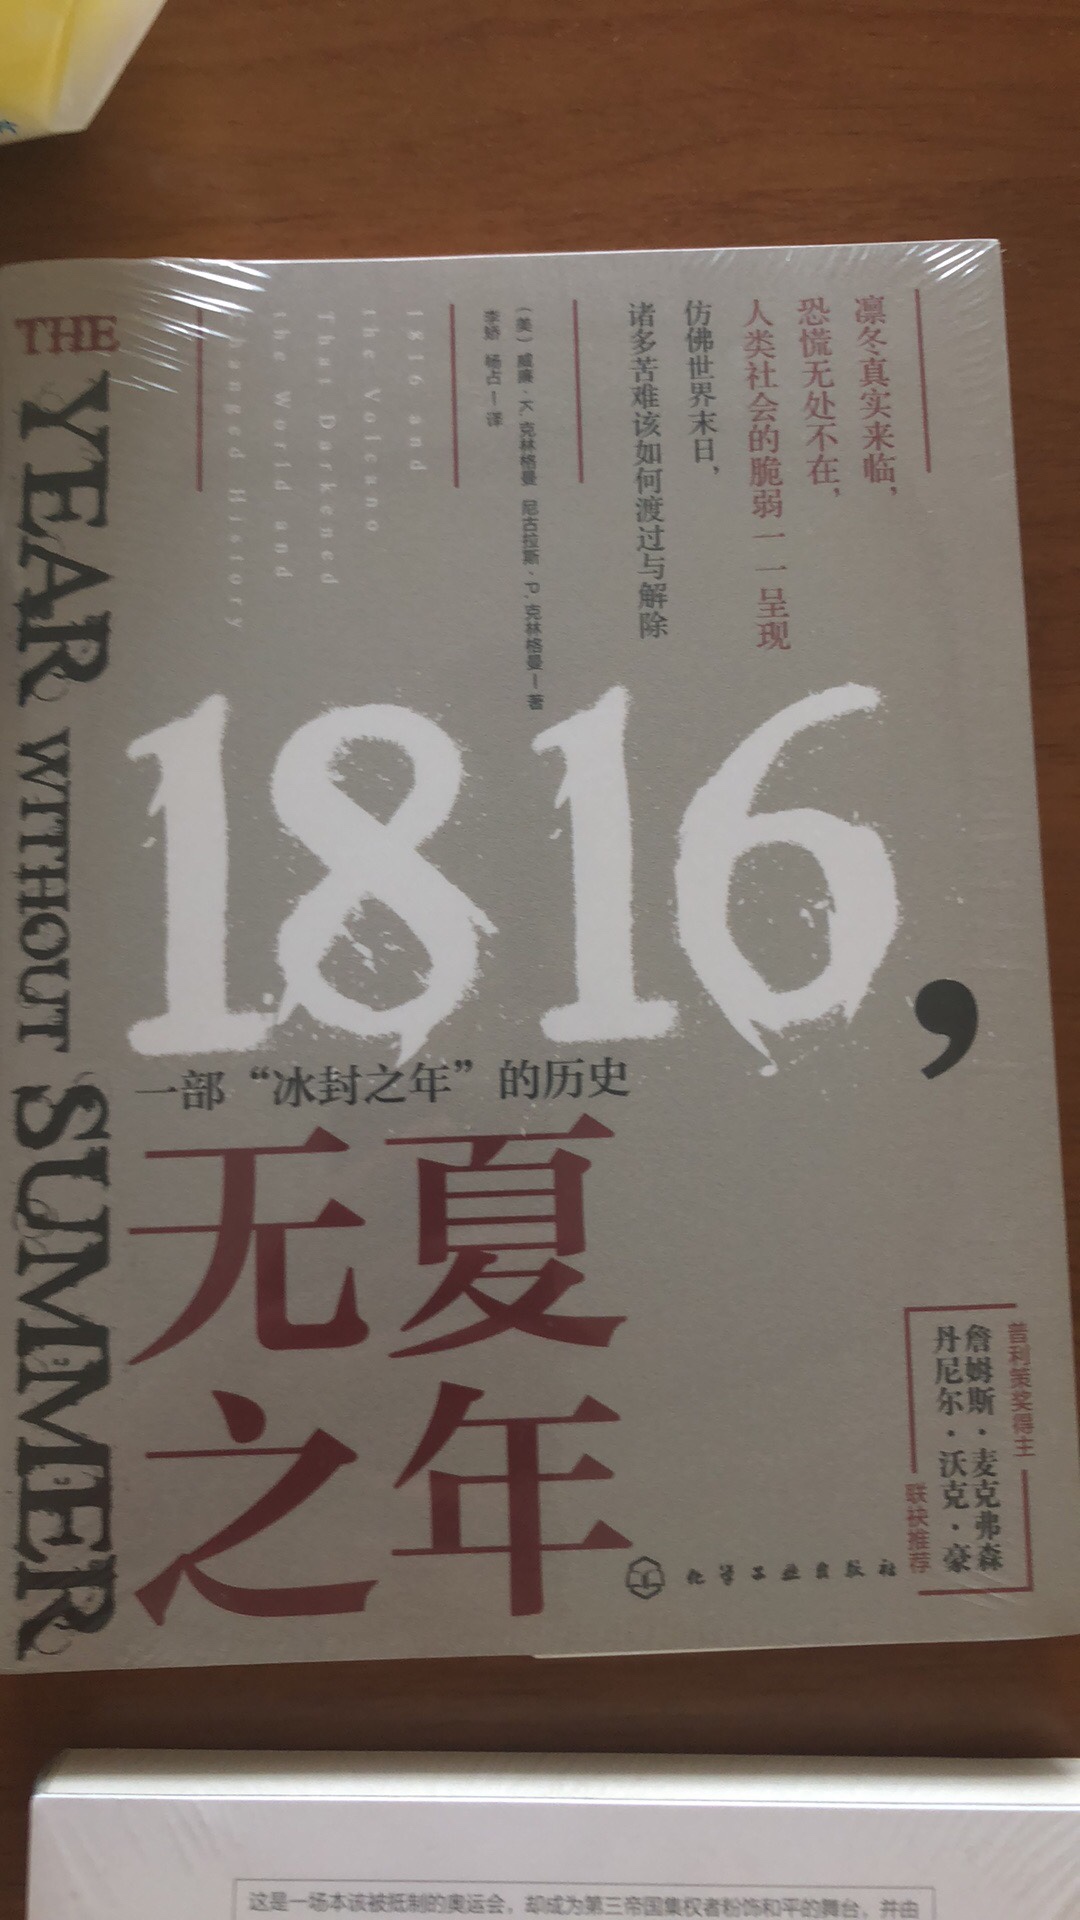 凛冬真实来临，
恐慌无处不在，
人类社会的脆弱一一呈现
仿佛世界末日，
诸多苦难该如何渡过与解除
（美）威廉·K.克林格曼 尼古拉斯·P.克林格曼—著
李矫 杨占—译
1816 and
the Volcano
That Darkened
the World and
Changed History
THE YEAR WITHOUT SUMMER
1816，
一部“冰封之年”的历史
无夏
之年
普利策奖得主
詹姆斯·麦克弗森
丹尼尔·沃克·豪
联袂推荐
化学工业出版社
这是一场本该被抵制的奥运会，却成为第三帝国集权者粉饰和平的舞台，并由